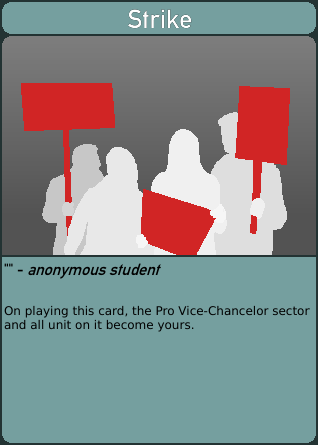 Strike
"" – anonymous student
On playing this card, the Pro Vice-Chancelor sector
and all unit on it become yours.